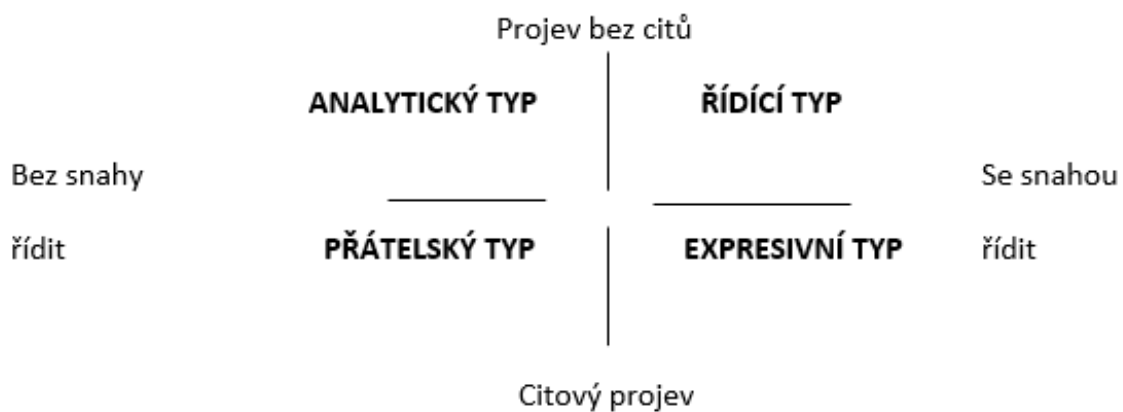 Projev bez citů
ANALYTICKÝ TYP ŘÍDÍCÍ TYP
Bez snahy Se snahou
řídit PŘÁTELSKÝ TYP EXPRESIVNÍ TYP řídit
Citový projev